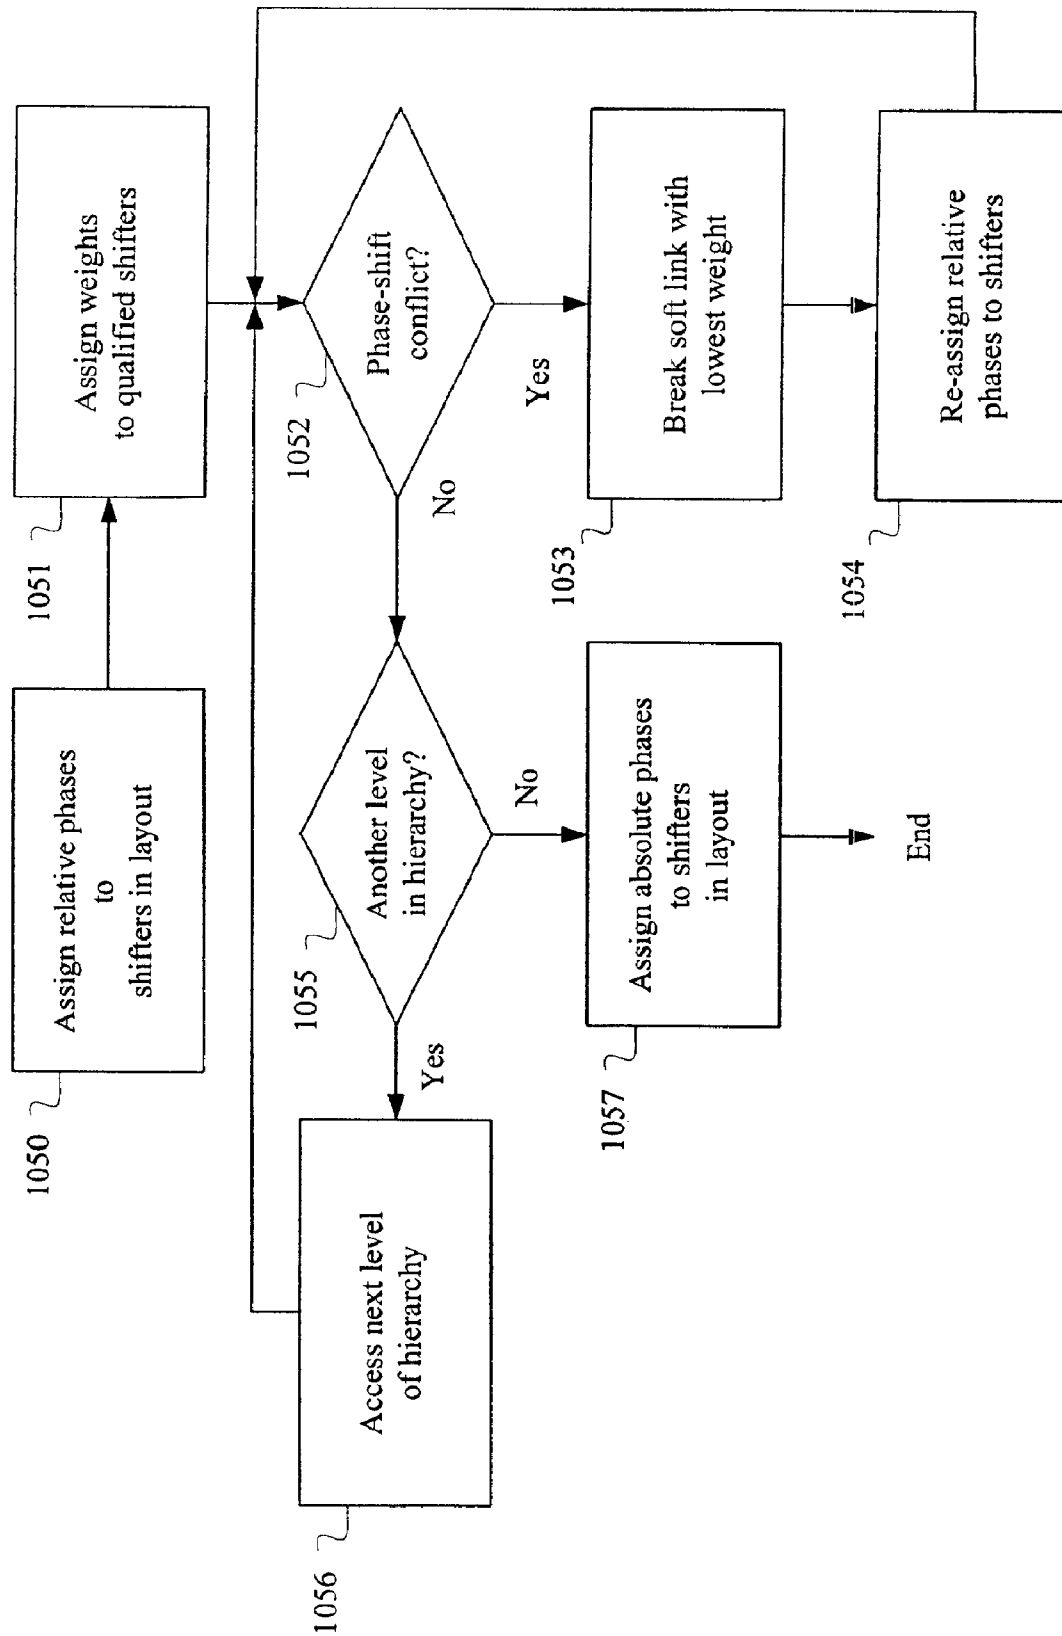 1050
Assign relative phases
to
shifters in layout
1051
Assign weights
to qualified shifters
1052
Phase-shift
conflict?
No
Yes
1053
Break soft link with
lowest weight
1054
Re-assign relative
phases to shifters
1055
Another level
in hierarchy?
Yes
No
1056
Access next level
of hierarchy
1057
Assign absolute phases
to shifters
in layout
End